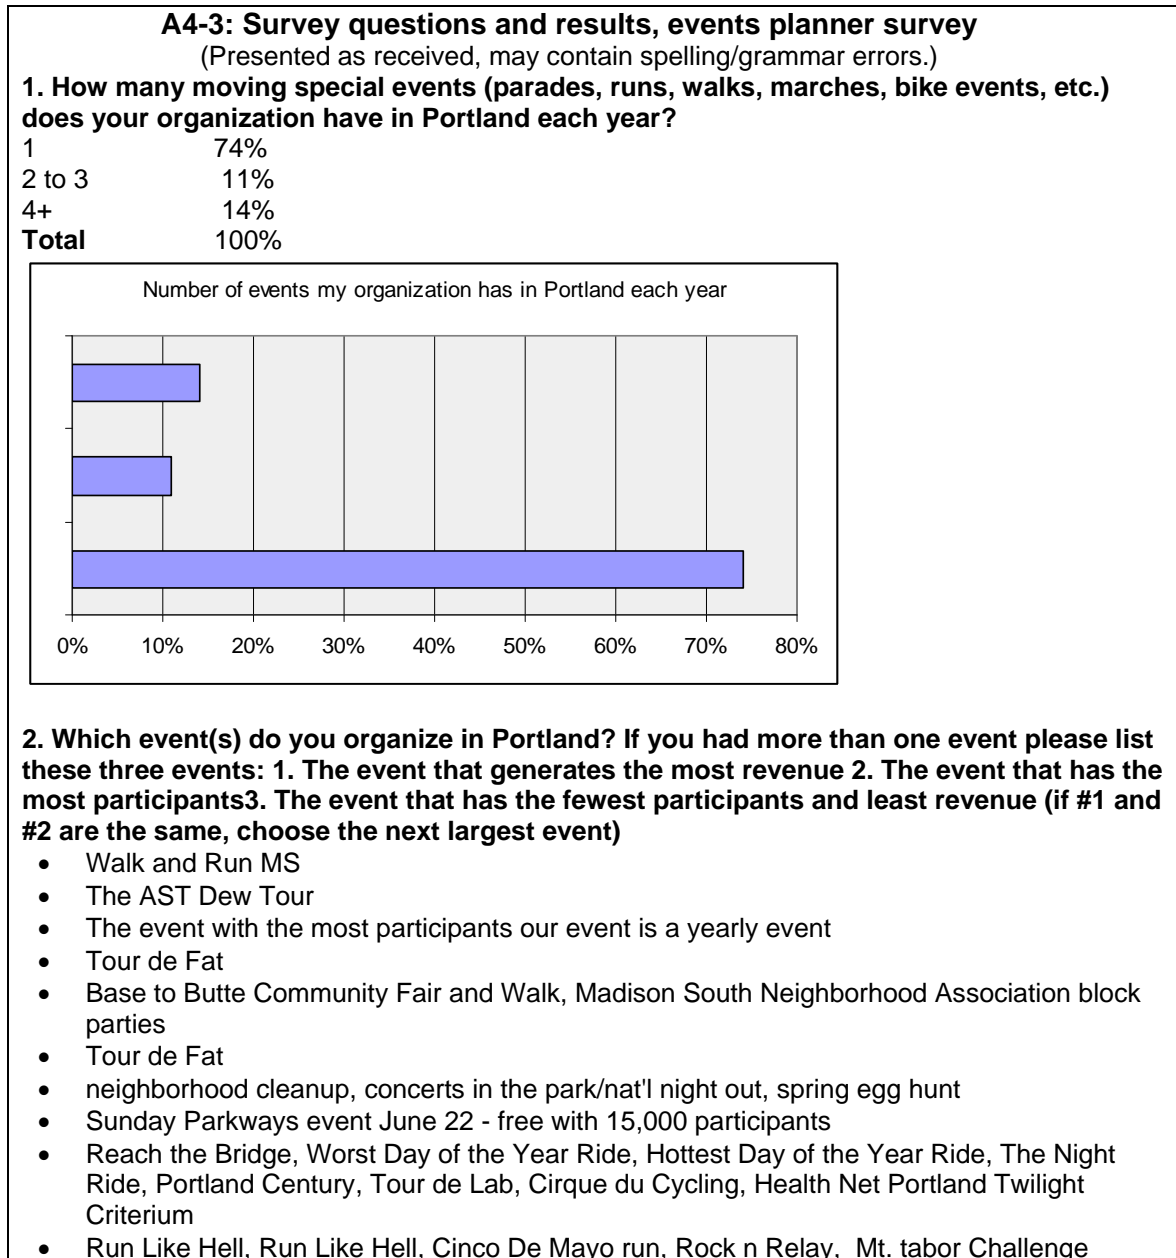 A4-3: Survey questions and results, events planner survey
(Presented as received, may contain spelling/grammar errors.)
1. How many moving special events (parades, runs, walks, marches, bike events, etc.)
does your organization have in Portland each year?
1 74%
2 to 3 11%
4+ 14%
Total 100%
Number of events my organization has in Portland each year
0% 10% 20% 30% 40% 50% 60% 70% 80%
2. Which event(s) do you organize in Portland? If you had more than one event please list
these three events: 1. The event that generates the most revenue 2. The event that has the
most participants3. The event that has the fewest participants and least revenue (if #1 and
#2 are the same, choose the next largest event)
• Walk and Run MS
• The AST Dew Tour
• The event with the most participants our event is a yearly event
• Tour de Fat
• Base to Butte Community Fair and Walk, Madison South Neighborhood Association block
parties
• Tour de Fat
• neighborhood cleanup, concerts in the park/nat'l night out, spring egg hunt
• Sunday Parkways event June 22 - free with 15,000 participants
• Reach the Bridge, Worst Day of the Year Ride, Hottest Day of the Year Ride, The Night
Ride, Portland Century, Tour de Lab, Cirque du Cycling, Health Net Portland Twilight
Criterium
• Run Like Hell, Run Like Hell, Cinco De Mayo run, Rock n Relay, Mt. tabor Challenge